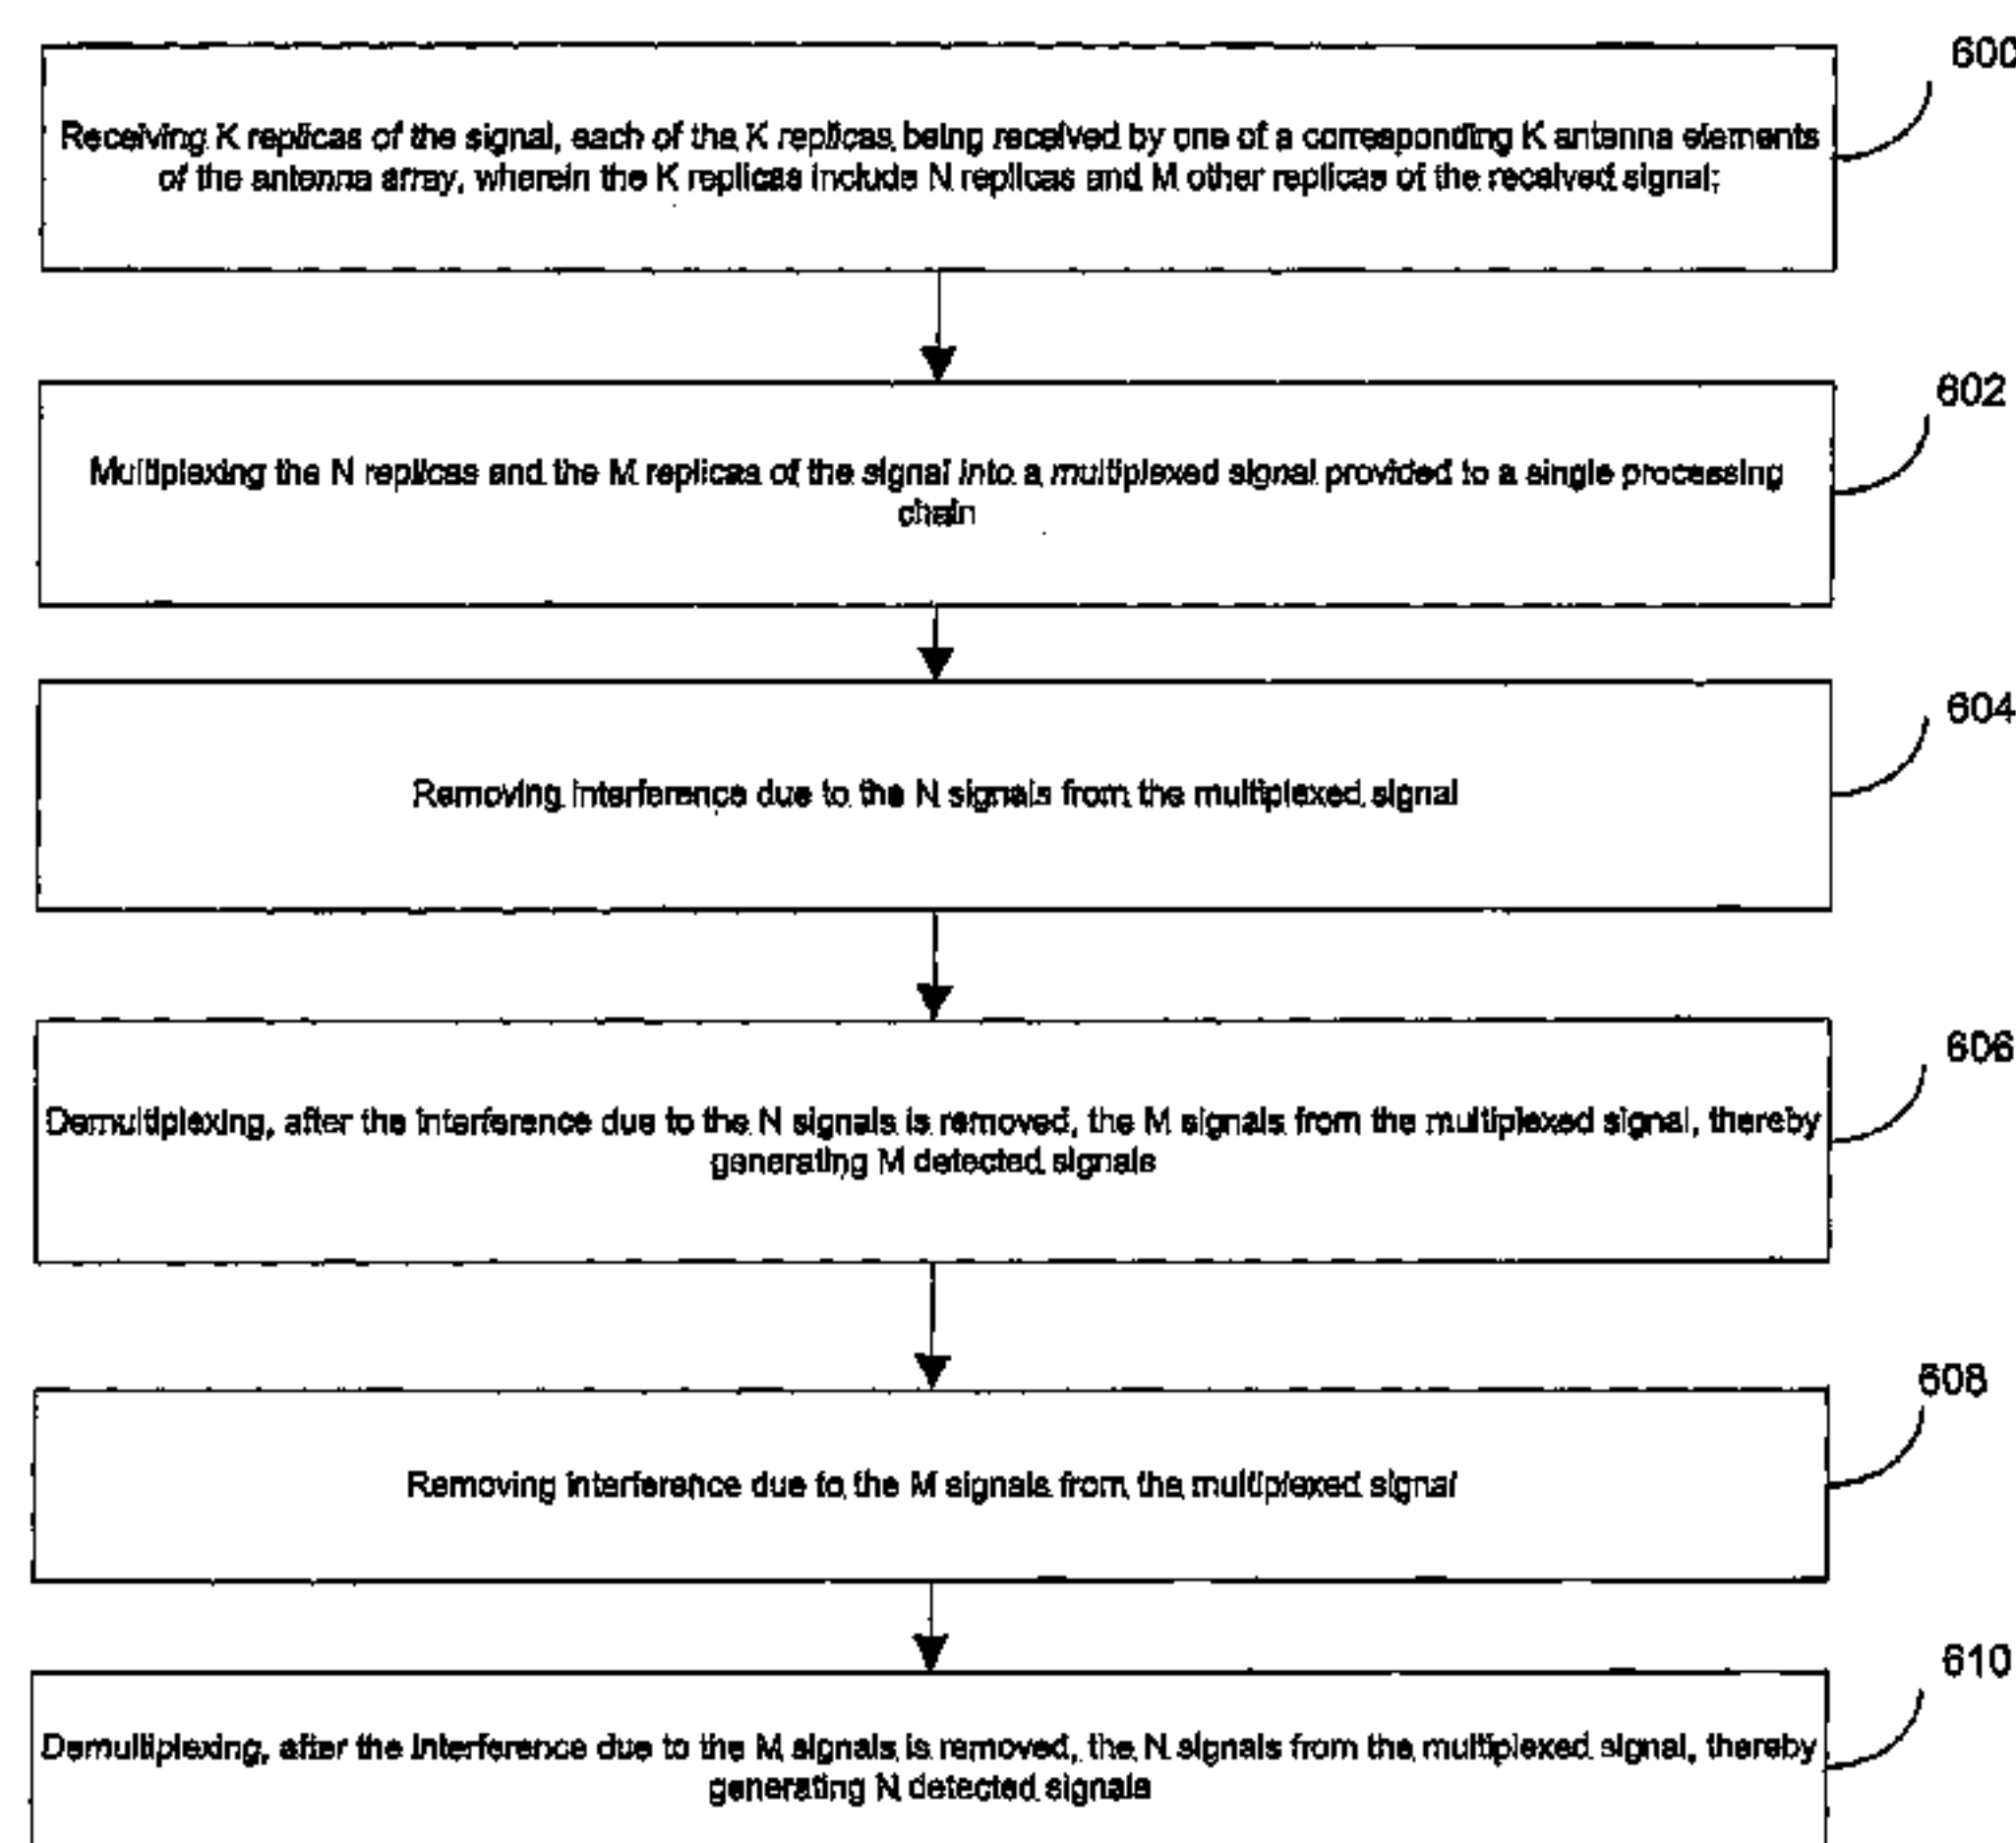 600
Receiving K replicas of the signal, each of the K replicas being received by one of a corresponding K antenna elements
of the antenna array, wherein the K replicas include N replicas and M other replicas of the received signal;
602
Multiplexing the N replicas and the M replicas of the signal into a multiplexed signal provided to a single processing
chain
604
Removing interference due to the N signals from the multiplexed signal
606
Demultiplexing, after the interference due to the N signals is removed, the M signals from the multiplexed signal, thereby
generating M detected signals
608
Removing interference due to the M signals from the multiplexed signal
610
Demultiplexing, after the interference due to the M signals is removed, the N signals from the multiplexed signal, thereby
generating N detected signals